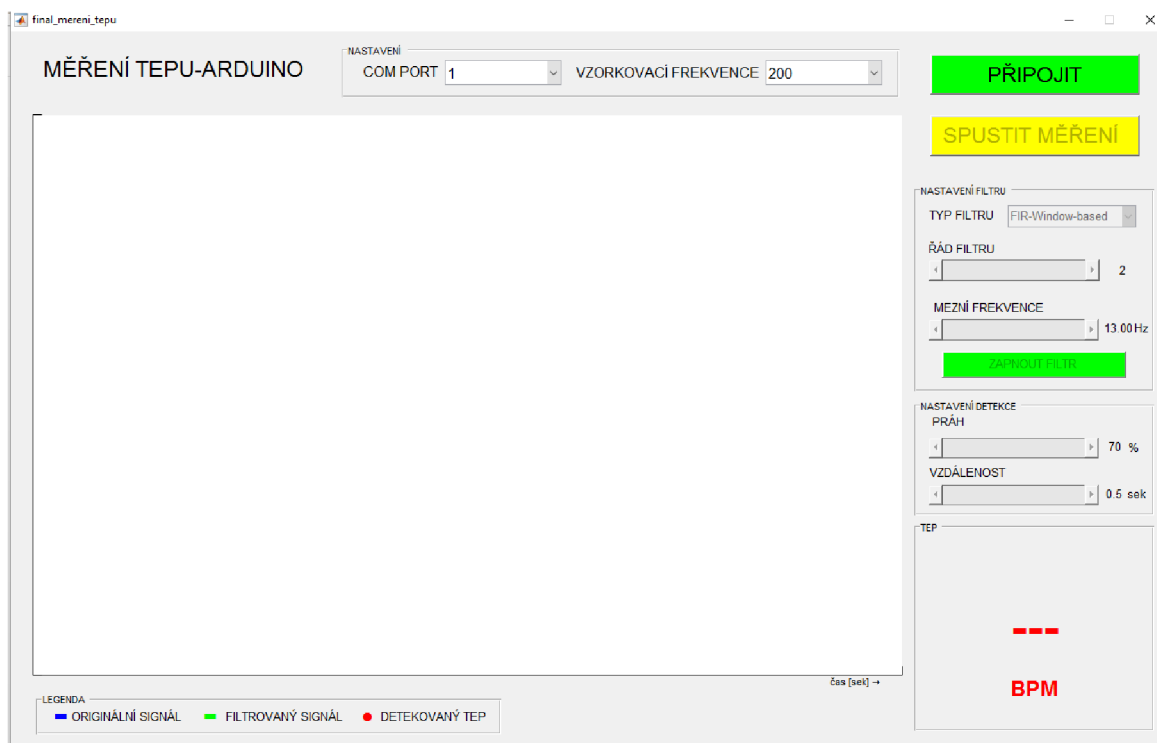 final_mereni_tepu
MĚŘENÍ TEPU-ARDUINO
NASTAVENÍ
COM PORT 1
VZORKOVACÍ FREKVENCE 200
PŘIPOJIT
SPUSTIT MĚŘENÍ
NASTAVENÍ FILTRU
TYP FILTRU FIR-Window-based
ŘÁD FILTRU
2
MEZNÍ FREKVENCE
13.00 Hz
ZAPNOUT FILTR
NASTAVENÍ DETEKCE
PRÁH
70 %
VZDÁLENOST
0.5 sek
TEP
---
BPM
čas [sek] →
LEGENDA
ORIGINÁLNÍ SIGNÁL FILTROVANÝ SIGNÁL DETEKOVANÝ TEP